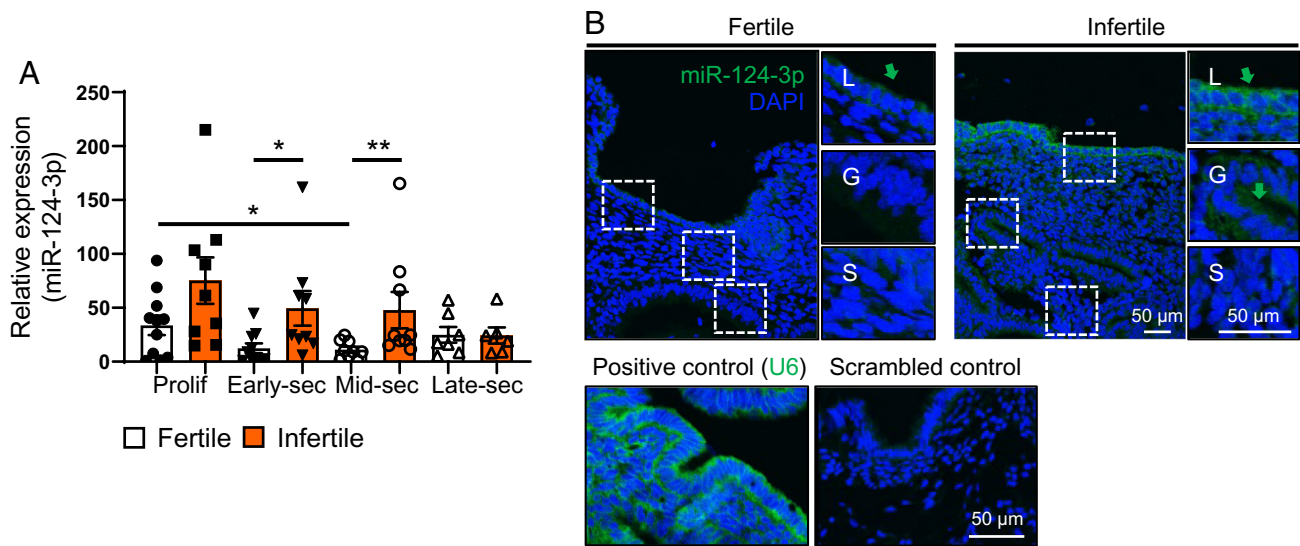 A
Relative expression
(miR-124-3p)
250
200
150
100
50
0
*
*
**
Prolif Early-sec Mid-sec Late-sec
Fertile Infertile
B
Fertile
Infertile
miR-124-3p
DAPI
L
G
S
L
G
S
50 µm
50 µm
Positive control (U6)
Scrambled control
50 µm